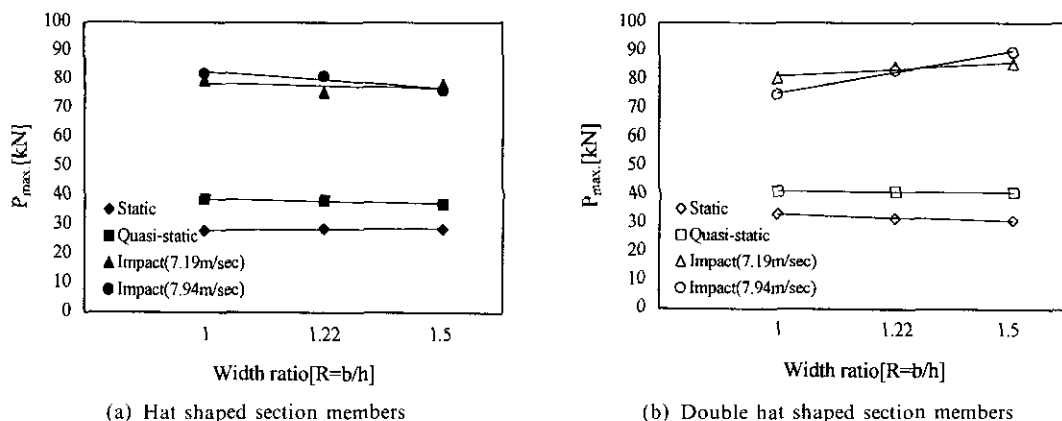 100
90
80
70
60
50
40
30
20
10
0
P max. [kN]
◆ Static
■ Quasi-static
▲ Impact(7.19m/sec)
● Impact(7.94m/sec)
1 1.22 1.5
Width ratio[R=b/h]
(a) Hat shaped section members
100
90
80
70
60
50
40
30
20
10
0
P max. [kN]
◇ Static
□ Quasi-static
△ Impact(7.19m/sec)
○ Impact(7.94m/sec)
1 1.22 1.5
Width ratio[R=b/h]
(b) Double hat shaped section members